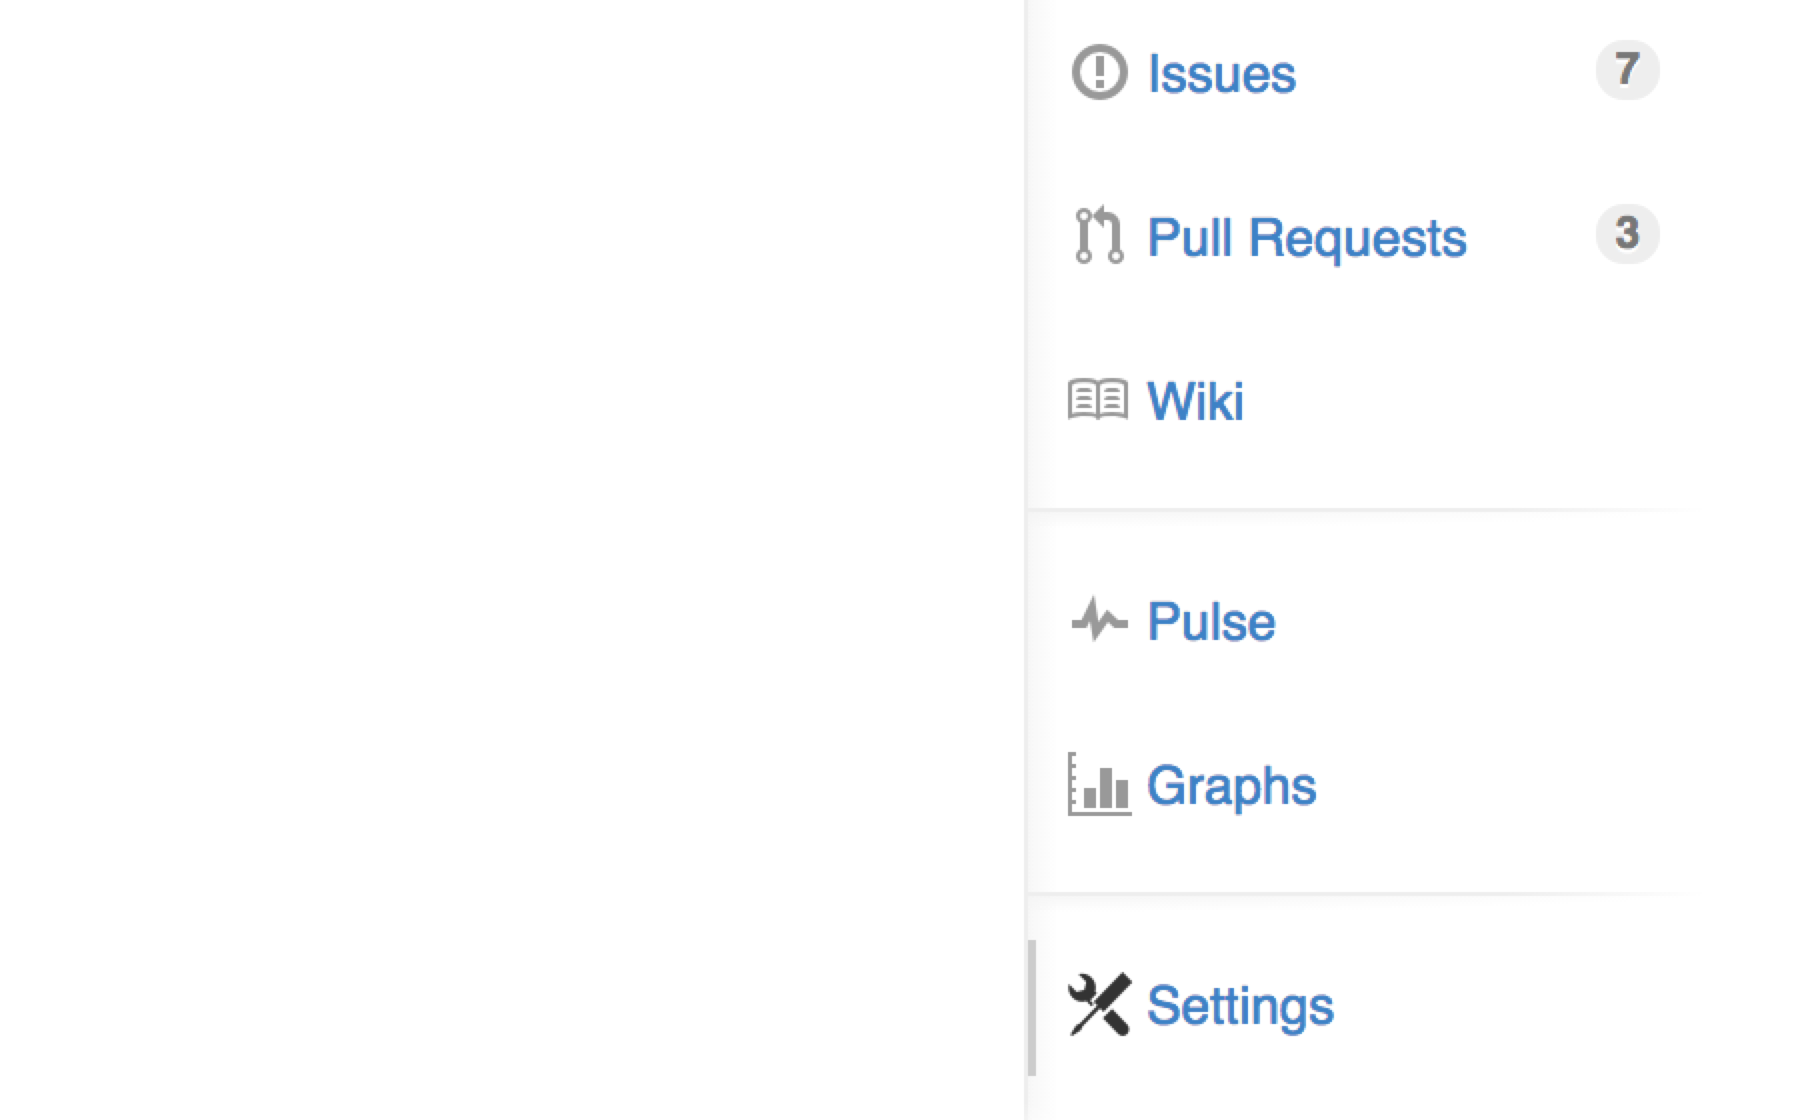 Issues 7
Pull Requests 3
Wiki
Pulse
Graphs
Settings